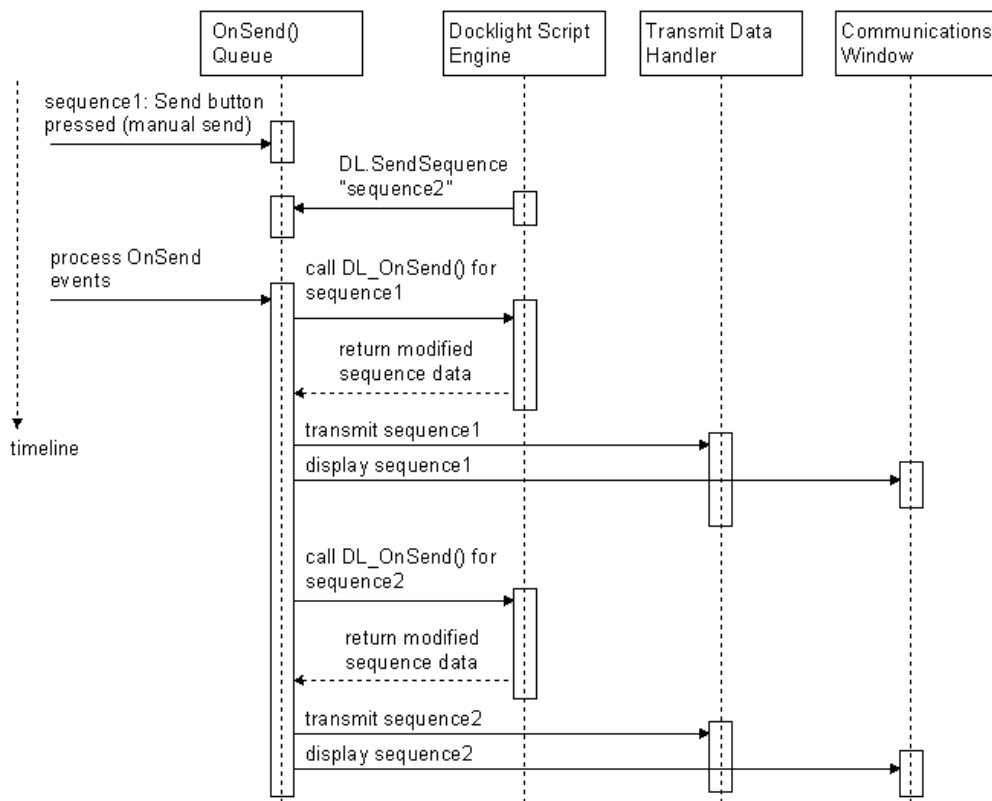 OnSend()
Queue
Docklight Script
Engine
Transmit Data
Handler
Communications
Window
sequence1: Send button
pressed (manual send)
DL.SendSequence
"sequence2"
process OnSend
events
call DL_OnSend() for
sequence1
return modified
sequence data
timeline
transmit sequence1
display sequence1
call DL_OnSend() for
sequence2
return modified
sequence data
transmit sequence2
display sequence2